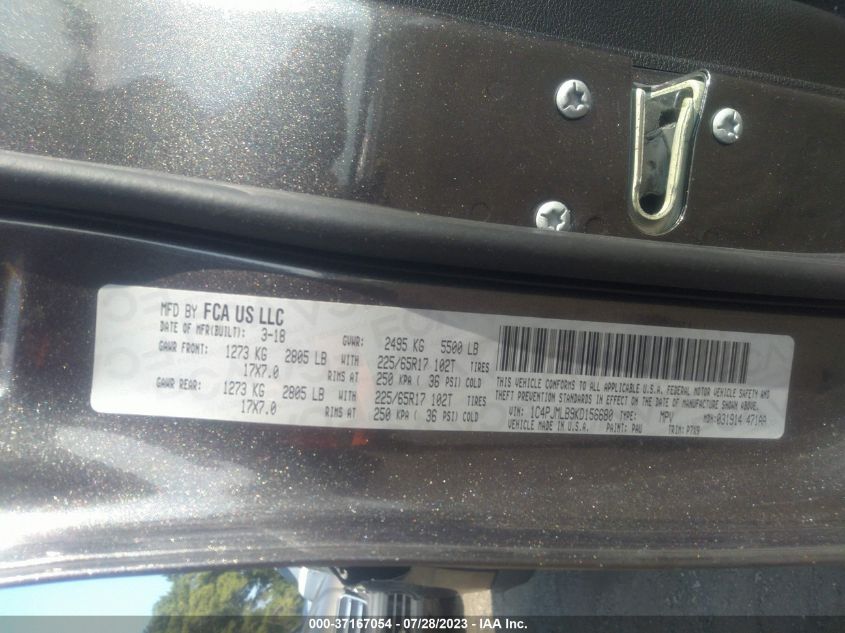 MFD BY FCA US LLC
DATE OF MFR(BUILT): 3-18 GVWR: 2495 KG 5500 LB
GAWR FRONT: 1273 KG 2805 LB WITH 225/65R17 102T TIRES
17X7.0 RIMS AT 250 KPA ( 36 PSI) COLD
GAWR REAR: 1273 KG 2805 LB WITH 225/65R17 102T TIRES
17X7.0 RIMS AT 250 KPA ( 36 PSI) COLD
THIS VEHICLE CONFORMS TO ALL APPLICABLE U.S.A. FEDERAL MOTOR VEHICLE SAFETY AND
THEFT PREVENTION STANDARDS IN EFFECT ON THE DATE OF MANUFACTURE SHOWN ABOVE.
VIN: 1C4PJMLB9KD156680 TYPE: MPV MDH: 031914 471AA
VEHICLE MADE IN U.S.A. PAINT: PAU TRIM: P7X9
000-37167054 / 07/28/2023 - IAA Inc.